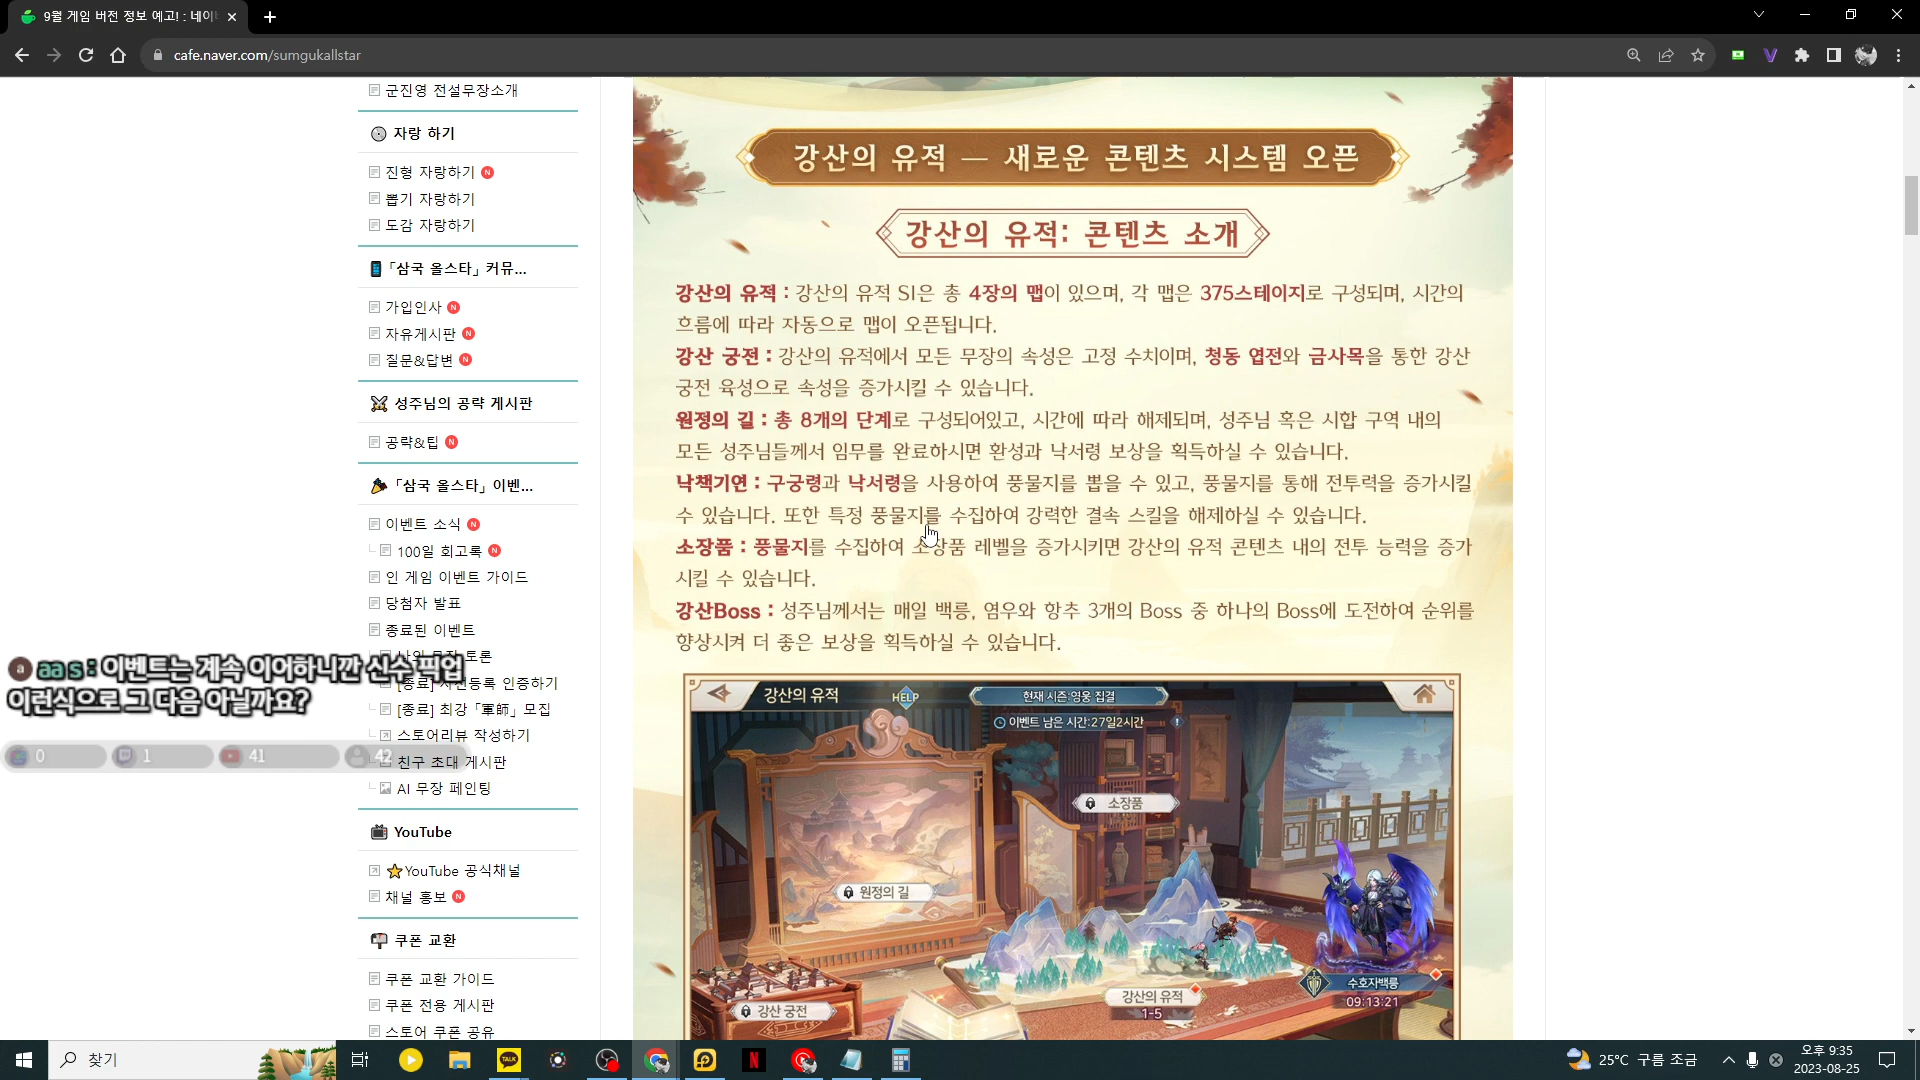 9월 게임 버전 정보 예고! : 네이
cafe.naver.com/sumgukallstar
군진영 전설무장소개
자랑 하기
진형 자랑하기 N
뽑기 자랑하기
도감 자랑하기
「삼국 올스타」 커뮤...
가입인사 N
자유게시판 N
질문&답변 N
성주님의 공략 게시판
공략&팁 N
「삼국 올스타」 이벤...
이벤트 소식 N
100일 회고록 N
인 게임 이벤트 가이드
당첨자 발표
종료된 이벤트
토론
[종료] 사전등록 인증하기
[종료] 최강「軍師」모집
스토어리뷰 작성하기
친구 초대 게시판
AI 무장 페인팅
YouTube
⭐YouTube 공식채널
채널 홍보 N
쿠폰 교환
쿠폰 교환 가이드
쿠폰 전용 게시판
스토어 쿠폰 공유
a aa s : 이벤트는 계속 이어하니깐 신수 픽업
이런식으로 그 다음 아닐까요?
0 1 41 42
강산의 유적 — 새로운 콘텐츠 시스템 오픈
강산의 유적: 콘텐츠 소개
강산의 유적 : 강산의 유적 S1은 총 4장의 맵이 있으며, 각 맵은 375스테이지로 구성되며, 시간의
흐름에 따라 자동으로 맵이 오픈됩니다.
강산 궁전 : 강산의 유적에서 모든 무장의 속성은 고정 수치이며, 청동 엽전와 금사목을 통한 강산
궁전 육성으로 속성을 증가시킬 수 있습니다.
원정의 길 : 총 8개의 단계로 구성되어있고, 시간에 따라 해제되며, 성주님 혹은 시합 구역 내의
모든 성주님들께서 임무를 완료하시면 환성과 낙서령 보상을 획득하실 수 있습니다.
낙책기연 : 구궁령과 낙서령을 사용하여 풍물지를 뽑을 수 있고, 풍물지를 통해 전투력을 증가시킬
수 있습니다. 또한 특정 풍물지를 수집하여 강력한 결속 스킬을 해제하실 수 있습니다.
소장품 : 풍물지를 수집하여 소장품 레벨을 증가시키면 강산의 유적 콘텐츠 내의 전투 능력을 증가
시킬 수 있습니다.
강산Boss : 성주님께서는 매일 백룡, 염우와 항추 3개의 Boss 중 하나의 Boss에 도전하여 순위를
향상시켜 더 좋은 보상을 획득하실 수 있습니다.
강산의 유적
HELP
현재 시즌·영웅 집결
이벤트 남은 시간:27일2시간
소장품
원정의 길
강산 궁전
강산의 유적
1-5
수호자백룡
09:13:21
찾기
TALK
N
25°C 구름 조금
오후 9:35
2023-08-25